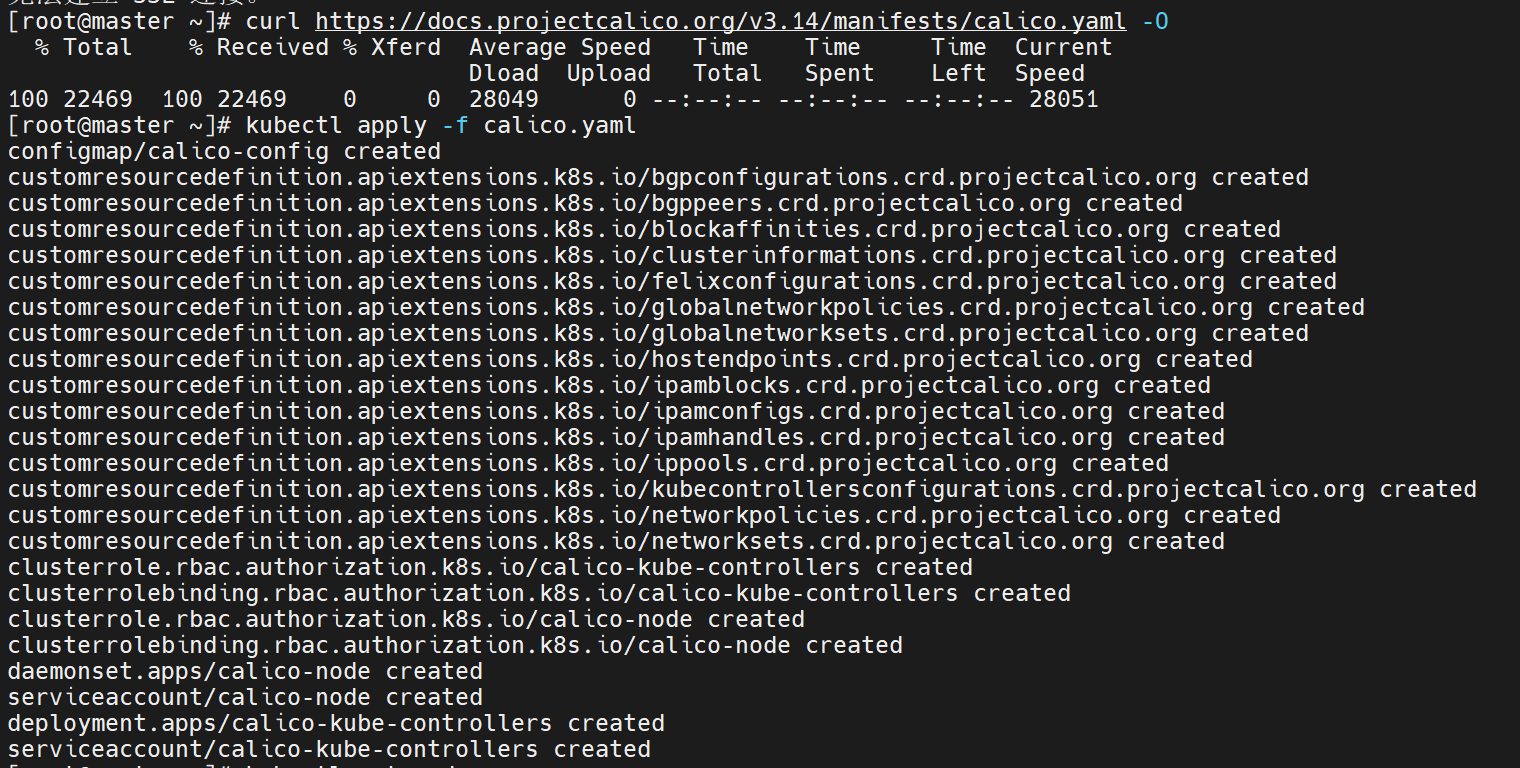 SSL 连接。
[root@master ~]# curl https://docs.projectcalico.org/v3.14/manifests/calico.yaml -O
  % Total    % Received % Xferd  Average Speed   Time    Time     Time  Current
                                 Dload  Upload   Total   Spent    Left  Speed
100 22469  100 22469    0     0  28049      0 --:--:-- --:--:-- --:--:-- 28051
[root@master ~]# kubectl apply -f calico.yaml
configmap/calico-config created
customresourcedefinition.apiextensions.k8s.io/bgpconfigurations.crd.projectcalico.org created
customresourcedefinition.apiextensions.k8s.io/bgppeers.crd.projectcalico.org created
customresourcedefinition.apiextensions.k8s.io/blockaffinities.crd.projectcalico.org created
customresourcedefinition.apiextensions.k8s.io/clusterinformations.crd.projectcalico.org created
customresourcedefinition.apiextensions.k8s.io/felixconfigurations.crd.projectcalico.org created
customresourcedefinition.apiextensions.k8s.io/globalnetworkpolicies.crd.projectcalico.org created
customresourcedefinition.apiextensions.k8s.io/globalnetworksets.crd.projectcalico.org created
customresourcedefinition.apiextensions.k8s.io/hostendpoints.crd.projectcalico.org created
customresourcedefinition.apiextensions.k8s.io/ipamblocks.crd.projectcalico.org created
customresourcedefinition.apiextensions.k8s.io/ipamconfigs.crd.projectcalico.org created
customresourcedefinition.apiextensions.k8s.io/ipamhandles.crd.projectcalico.org created
customresourcedefinition.apiextensions.k8s.io/ippools.crd.projectcalico.org created
customresourcedefinition.apiextensions.k8s.io/kubecontrollersconfigurations.crd.projectcalico.org created
customresourcedefinition.apiextensions.k8s.io/networkpolicies.crd.projectcalico.org created
customresourcedefinition.apiextensions.k8s.io/networksets.crd.projectcalico.org created
clusterrole.rbac.authorization.k8s.io/calico-kube-controllers created
clusterrolebinding.rbac.authorization.k8s.io/calico-kube-controllers created
clusterrole.rbac.authorization.k8s.io/calico-node created
clusterrolebinding.rbac.authorization.k8s.io/calico-node created
daemonset.apps/calico-node created
serviceaccount/calico-node created
deployment.apps/calico-kube-controllers created
serviceaccount/calico-kube-controllers created